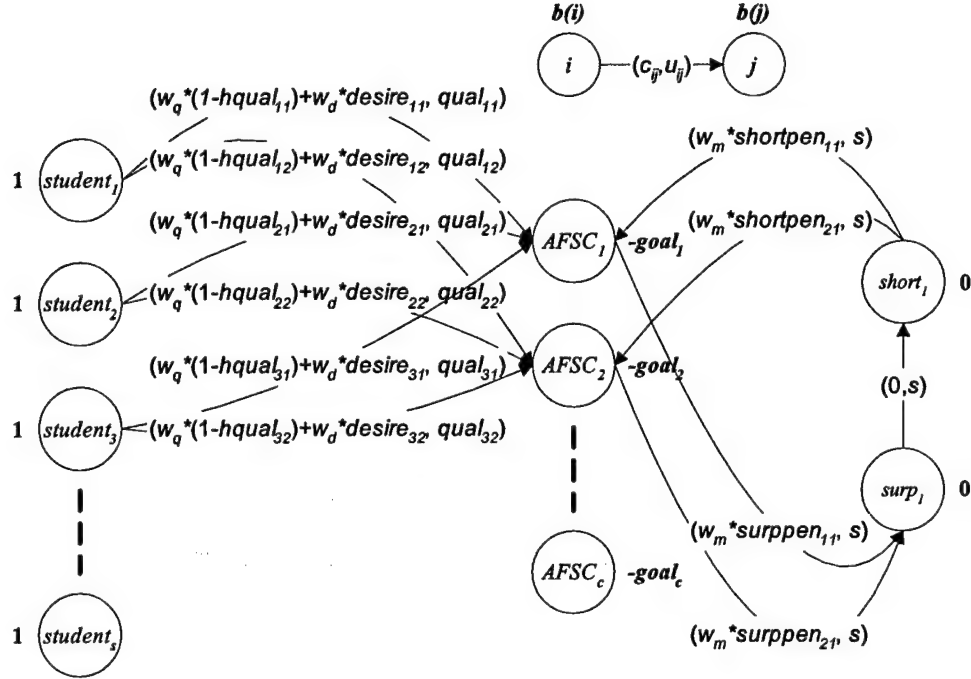 b(i) b(j)
i (c_ij,u_ij) j
(w_q*(1-hqual_11)+w_d*desire_11, qual_11)
(w_m*shortpen_11, s)
1 student_1 (w_q*(1-hqual_12)+w_d*desire_12, qual_12)
(w_q*(1-hqual_21)+w_d*desire_21, qual_21)
(w_m*shortpen_21, s)
AFSC_1 -goal_1
short_1 0
1 student_2 (w_q*(1-hqual_22)+w_d*desire_22, qual_22)
AFSC_2 -goal_2
(w_q*(1-hqual_31)+w_d*desire_31, qual_31)
(0,s)
1 student_3 (w_q*(1-hqual_32)+w_d*desire_32, qual_32)
surp_1 0
(w_m*surppen_11, s)
AFSC_c -goal_c
1 student_s
(w_m*surppen_21, s)